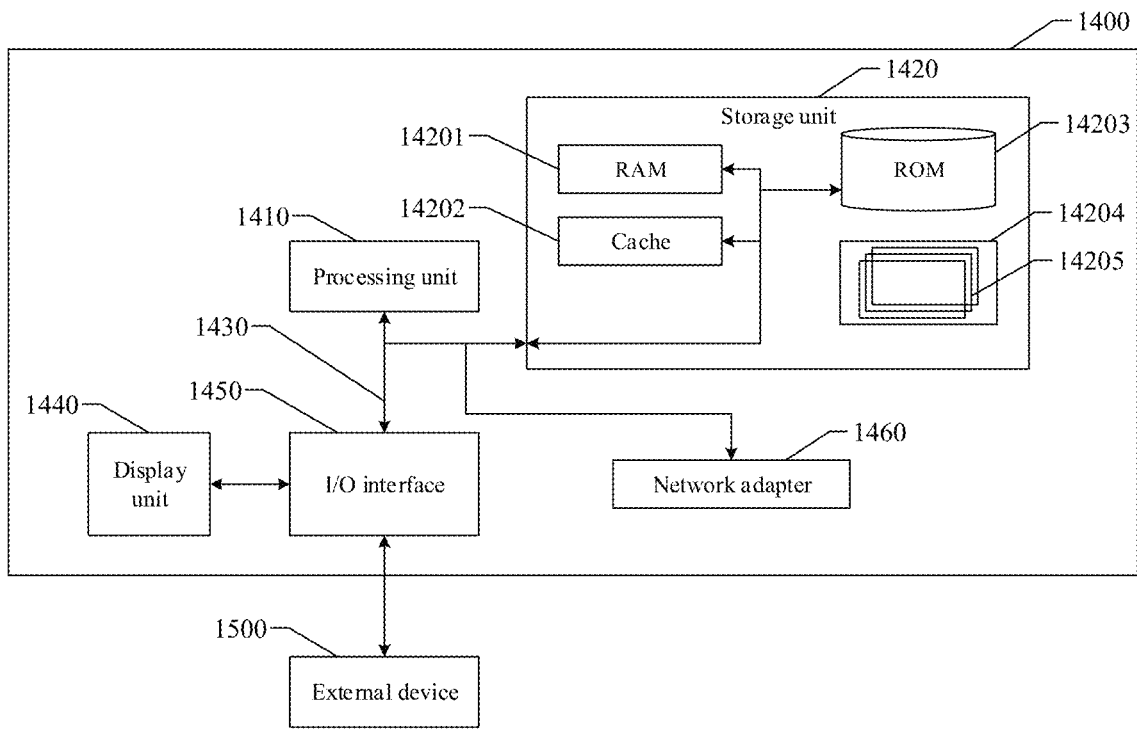 1400
1420
Storage unit
14201
RAM
14203
ROM
14202
Cache
14204
14205
1410
Processing unit
1430
1450
1440
Display
unit
I/O interface
1460
Network adapter
1500
External device